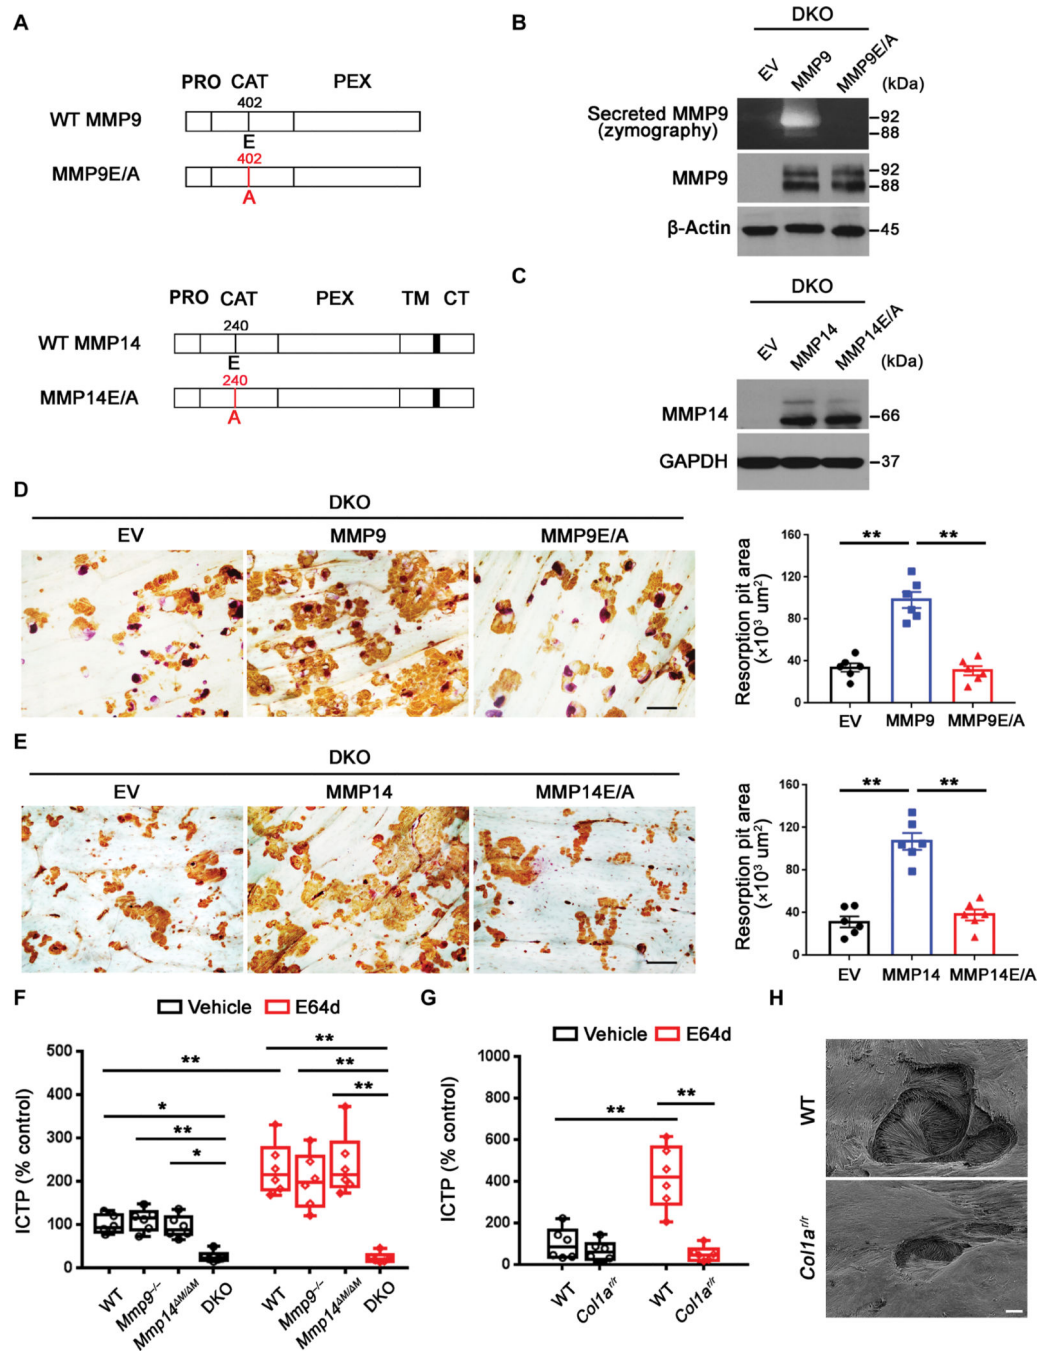 A
PRO CAT PEX
402
WT MMP9
E
402
MMP9E/A
A
PRO CAT PEX TM CT
240
WT MMP14
E
240
MMP14E/A
A
B
DKO
EV MMP9 MMP9E/A (kDa)
Secreted MMP9
(zymography)
92
88
MMP9
92
88
β-Actin
45
C
DKO
EV MMP14 MMP14E/A (kDa)
MMP14
66
GAPDH
37
D
DKO
EV MMP9 MMP9E/A
Resorption pit area
(×10³ um²)
160
120
80
40
0
** **
EV MMP9 MMP9E/A
E
DKO
EV MMP14 MMP14E/A
Resorption pit area
(×10³ um²)
160
120
80
40
0
** **
EV MMP14 MMP14E/A
F
Vehicle E64d
ICTP (% control)
500
400
300
200
100
0
**
*
**
*
**
**
**
WT Mmp9⁻/⁻ Mmp14ΔM/ΔM DKO WT Mmp9⁻/⁻ Mmp14ΔM/ΔM DKO
G
Vehicle E64d
ICTP (% control)
1000
800
600
400
200
0
**
**
WT Col1ar/r WT Col1ar/r
H
WT
Col1ar/r